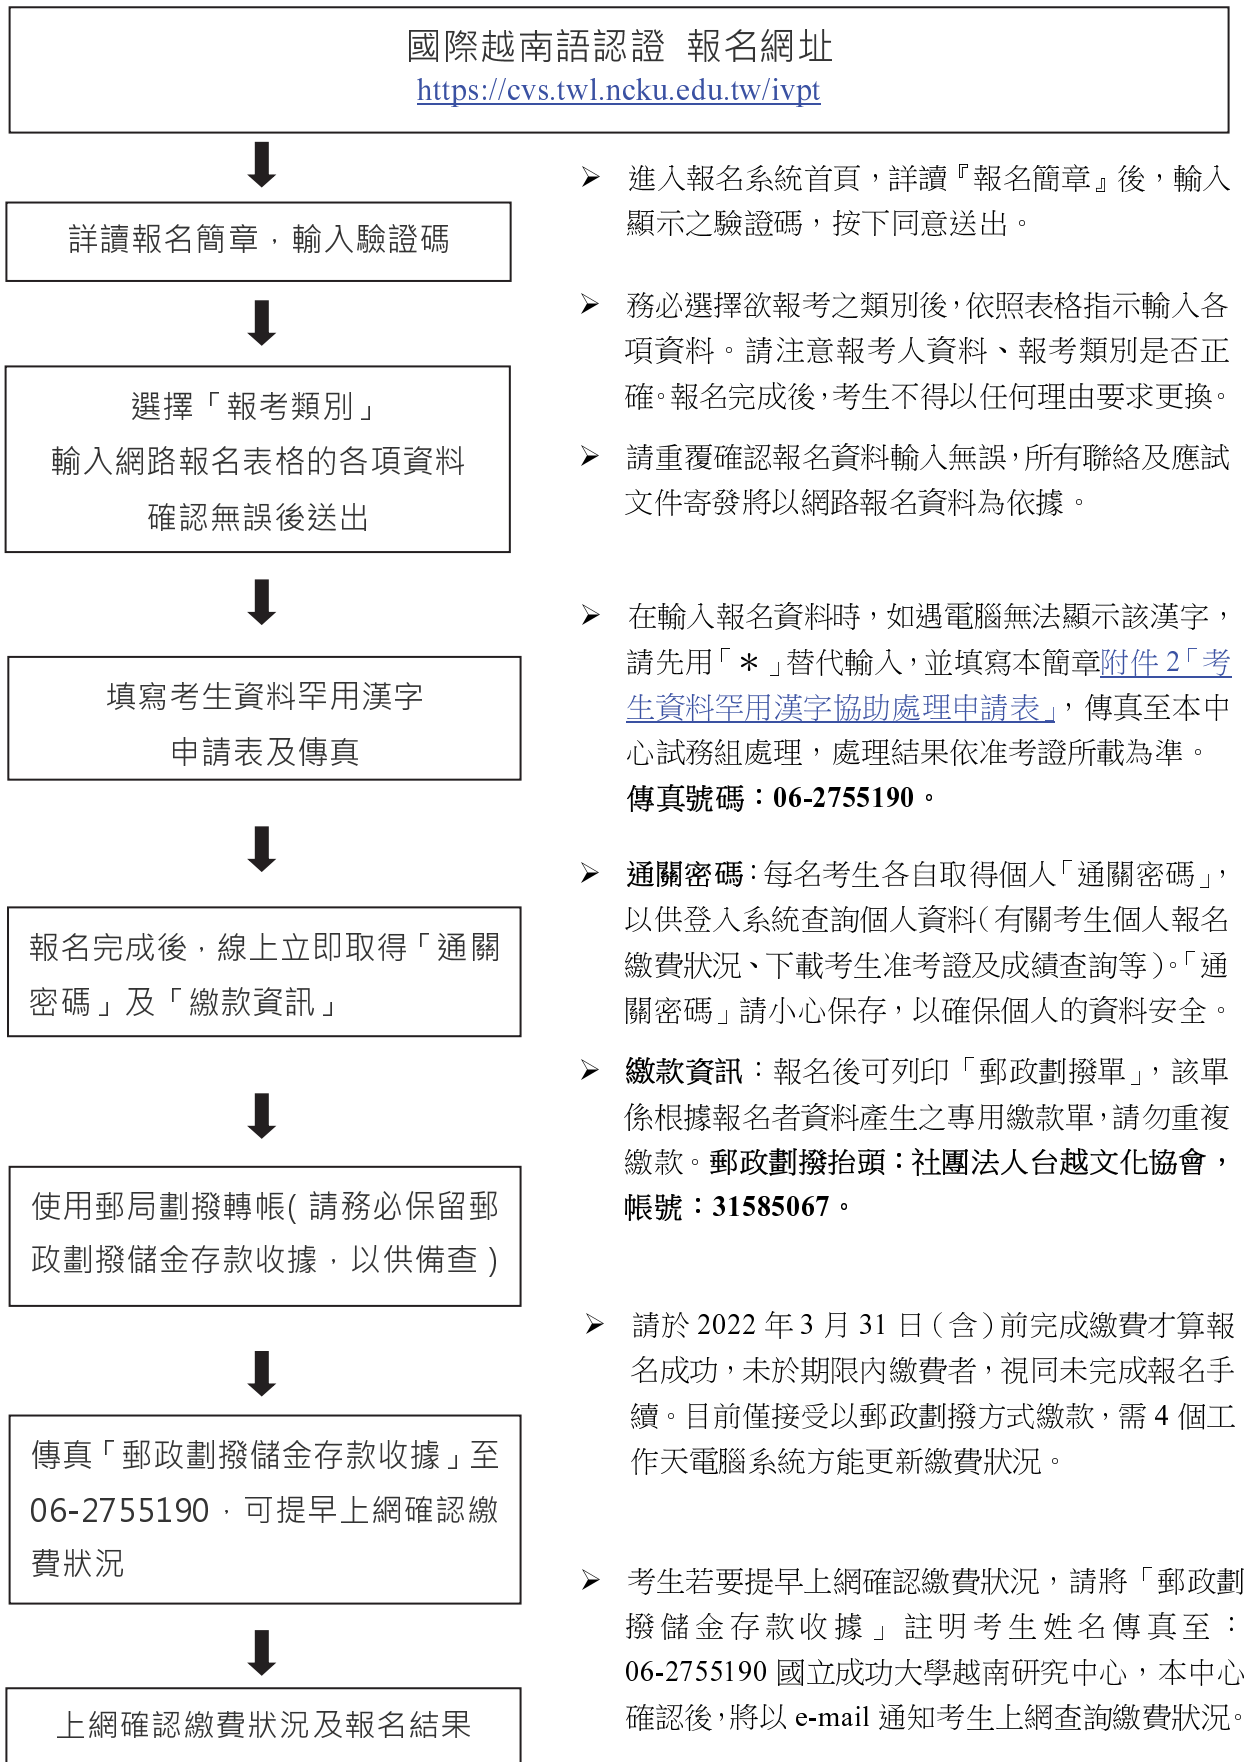 國際越南語認證 報名網址
https://cvs.twl.ncku.edu.tw/ivpt
詳讀報名簡章，輸入驗證碼
選擇「報考類別」
輸入網路報名表格的各項資料
確認無誤後送出
填寫考生資料罕用漢字
申請表及傳真
報名完成後，線上立即取得「通關
密碼」及「繳款資訊」
使用郵局劃撥轉帳(請務必保留郵
政劃撥儲金存款收據，以供備查)
傳真「郵政劃撥儲金存款收據」至
06-2755190，可提早上網確認繳
費狀況
上網確認繳費狀況及報名結果
➢ 進入報名系統首頁，詳讀『報名簡章』後，輸入
顯示之驗證碼，按下同意送出。
➢ 務必選擇欲報考之類別後，依照表格指示輸入各
項資料。請注意報考人資料、報考類別是否正
確。報名完成後，考生不得以任何理由要求更換。
➢ 請重覆確認報名資料輸入無誤，所有聯絡及應試
文件寄發將以網路報名資料為依據。
➢ 在輸入報名資料時，如遇電腦無法顯示該漢字，
請先用「＊」替代輸入，並填寫本簡章附件 2「考
生資料罕用漢字協助處理申請表」，傳真至本中
心試務組處理，處理結果依准考證所載為準。
傳真號碼：06-2755190。
➢ 通關密碼：每名考生各自取得個人「通關密碼」，
以供登入系統查詢個人資料（有關考生個人報名
繳費狀況、下載考生准考證及成績查詢等）。「通
關密碼」請小心保存，以確保個人的資料安全。
➢ 繳款資訊：報名後可列印「郵政劃撥單」，該單
係根據報名者資料產生之專用繳款單，請勿重複
繳款。郵政劃撥抬頭：社團法人台越文化協會，
帳號：31585067。
➢ 請於 2022 年 3 月 31 日（含）前完成繳費才算報
名成功，未於期限內繳費者，視同未完成報名手
續。目前僅接受以郵政劃撥方式繳款，需 4 個工
作天電腦系統方能更新繳費狀況。
➢ 考生若要提早上網確認繳費狀況，請將「郵政劃
撥儲金存款收據」註明考生姓名傳真至：
06-2755190 國立成功大學越南研究中心，本中心
確認後，將以 e-mail 通知考生上網查詢繳費狀況。